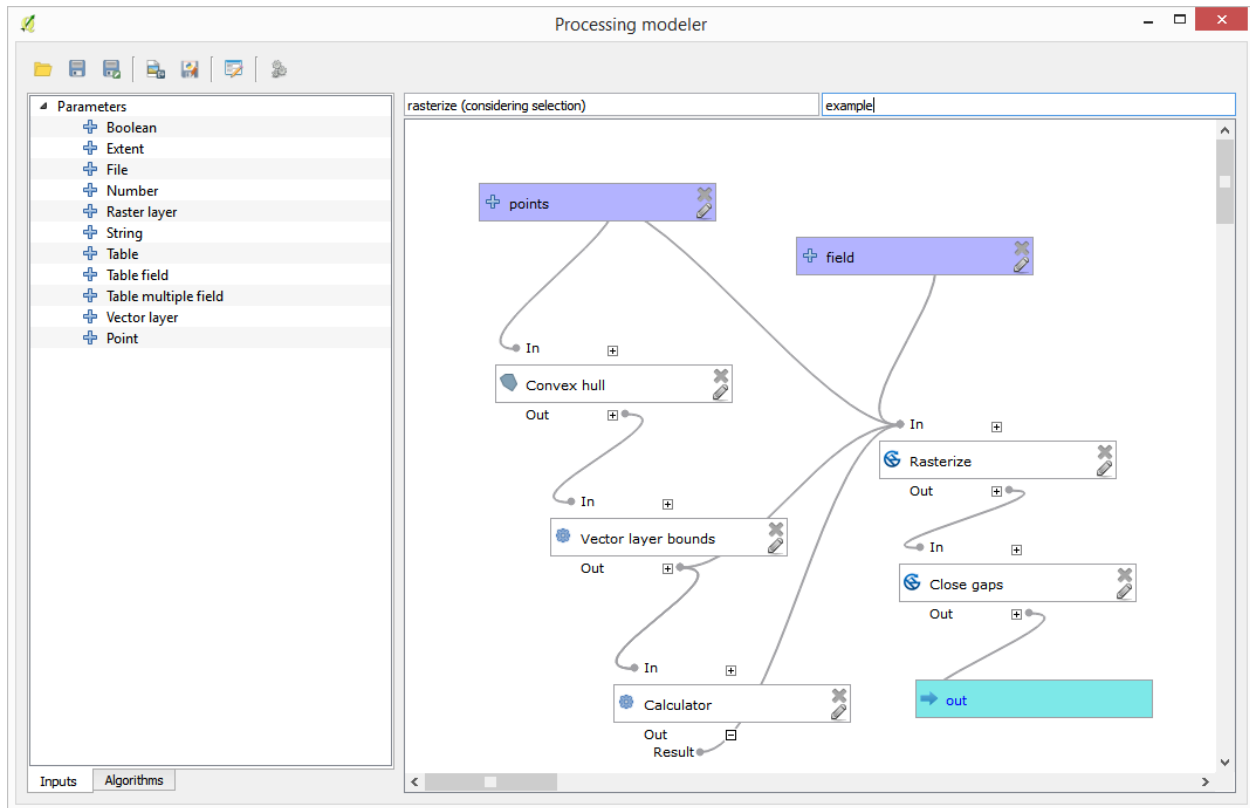 Processing modeler
Parameters
Boolean
Extent
File
Number
Raster layer
String
Table
Table field
Table multiple field
Vector layer
Point
Inputs
Algorithms
rasterize (considering selection)
example
points
field
In
Convex hull
Out
In
Rasterize
Out
In
Vector layer bounds
Out
In
Close gaps
Out
In
Calculator
Out
Result
out